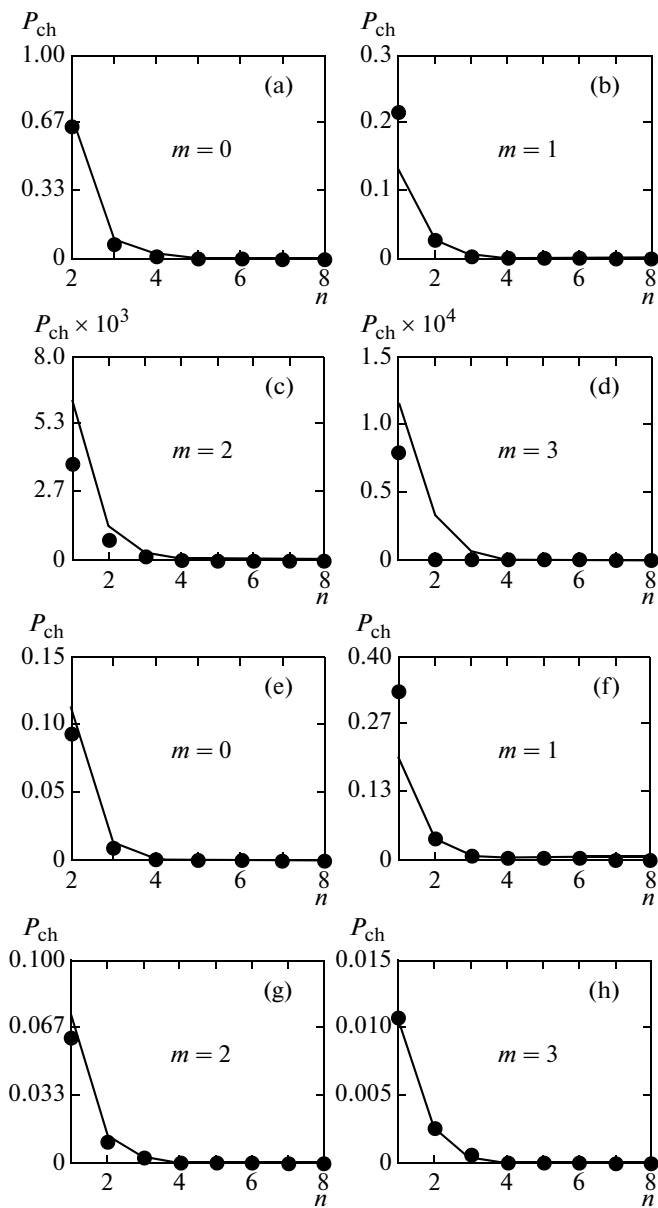 P_ch
1.00
(a)
0.67
m = 0
0.33
0
2 4 6 8
n
P_ch
0.3
(b)
0.2
m = 1
0.1
0
2 4 6 8
n
P_ch × 10^3
8.0
(c)
5.3
m = 2
2.7
0
2 4 6 8
n
P_ch × 10^4
1.5
(d)
1.0
m = 3
0.5
0
2 4 6 8
n
P_ch
0.15
(e)
0.10
m = 0
0.05
0
2 4 6 8
n
P_ch
0.40
(f)
0.27
m = 1
0.13
0
2 4 6 8
n
P_ch
0.100
(g)
0.067
m = 2
0.033
0
2 4 6 8
n
P_ch
0.015
(h)
0.010
m = 3
0.005
0
2 4 6 8
n